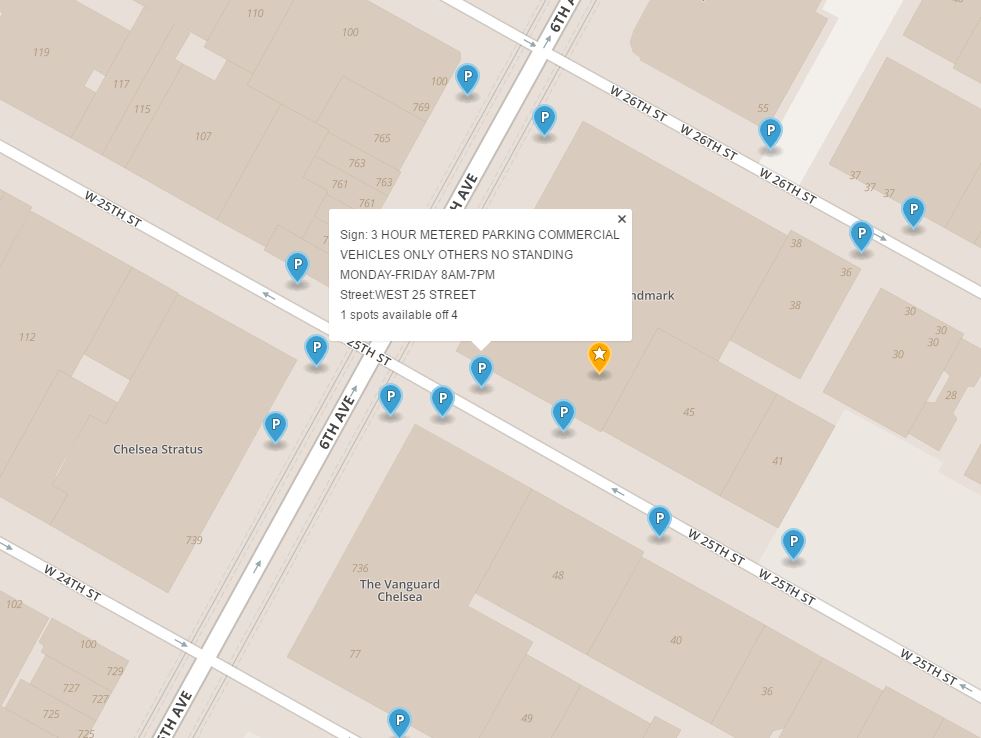 110
100
6TH A
119
117
115
107
100
P
769
765
763
761
763
761
P
W 26TH ST
W 26TH ST
W 26TH ST
55
P
37
37
37
P
P
W 25TH ST
H AVE
P
Sign: 3 HOUR METERED PARKING COMMERCIAL
VEHICLES ONLY OTHERS NO STANDING
MONDAY-FRIDAY 8AM-7PM
Street:WEST 25 STREET
1 spots available off 4
×
ndmark
38
36
38
30
30
30
30
28
112
P
25TH ST
P
P
P
P
P
45
41
P
6TH AVE
Chelsea Stratus
739
P
P
W 25TH ST
W 25TH ST
W 25TH ST
W 24TH ST
102
100
729
727
727
725
725
736
The Vanguard
Chelsea
48
40
36
77
49
P
5TH AVE